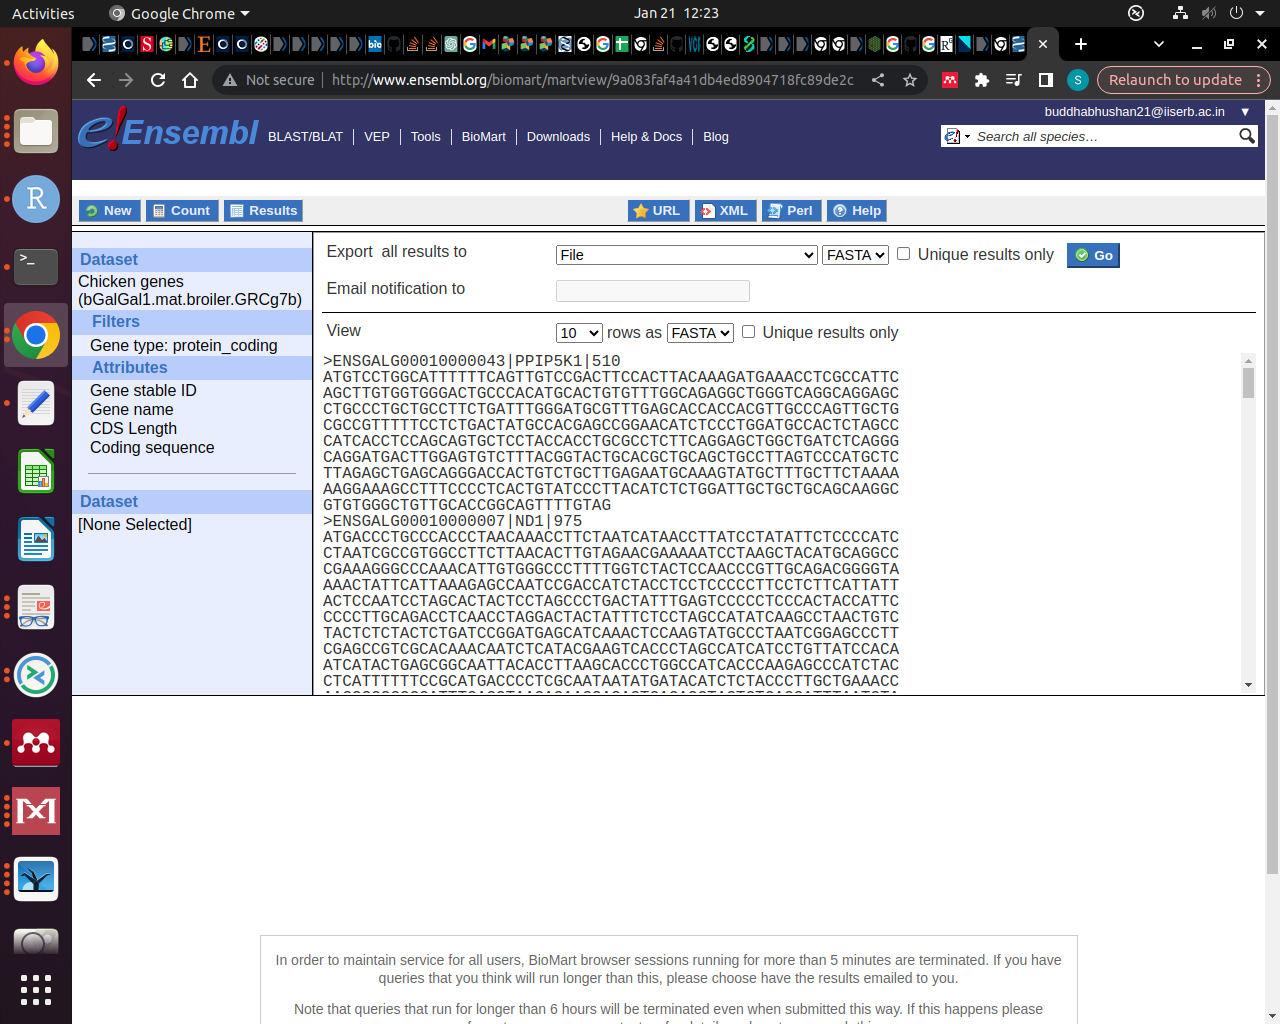 Activities
Google Chrome
Jan 21 12:23
Not secure
http://www.ensembl.org/biomart/martview/9a083faf4a41db4ed8904718fc89de2c
S
Relaunch to update
buddhabhushan21@iiserb.ac.in
e!Ensembl
BLAST/BLAT
VEP
Tools
BioMart
Downloads
Help & Docs
Blog
Search all species…
New
Count
Results
URL
XML
Perl
Help
Dataset
Chicken genes
(bGalGal1.mat.broiler.GRCg7b)
Filters
Gene type: protein_coding
Attributes
Gene stable ID
Gene name
CDS Length
Coding sequence
Dataset
[None Selected]
Export all results to
File
FASTA
Unique results only
Go
Email notification to
View
10 rows as FASTA
Unique results only
>ENSGALG00010000043|PPIP5K1|510
ATGTCCTGGCATTTTTTCAGTTGTCCGACTTCCACTTACAAAGATGAAACCTCGCCATTC
AGCTTGTGGTGGGACTGCCCACATGCACTGTGTTTGGCAGAGGCTGGGTCAGGCAGGAGC
CTGCCCTGCTGCCTTCTGATTTGGGATGCGTTTGAGCACCACCACGTTGCCCAGTTGCTG
CGCCGTTTTTCCTCTGACTATGCCACGAGCCGGAACATCTCCCTGGATGCCACTCTAGCC
CATCACCTCCAGCAGTGCTCCTACCACCTGCGCCTCTTCAGGAGCTGGCTGATCTCAGGG
CAGGATGACTTGGAGTGTCTTTACGGTACTGCACGCTGCAGCTGCCTTAGTCCCATGCTC
TTAGAGCTGAGCAGGGACCACTGTCTGCTTGAGAATGCAAAGTATGCTTTGCTTCTAAAA
AAGGAAAGCCTTTCCCCTCACTGTATCCCTTACATCTCTGGATTGCTGCTGCAGCAAGGC
GTGTGGGCTGTTGCACCGGCAGTTTTGTAG
>ENSGALG00010000007|ND1|975
ATGACCCTGCCCACCCTAACAAACCTTCTAATCATAACCTTATCCTATATTCTCCCCATC
CTAATCGCCGTGGCCTTCTTAACACTTGTAGAACGAAAAATCCTAAGCTACATGCAGGCC
CGAAAGGGCCCAAACATTGTGGGCCCTTTTGGTCTACTCCAACCCGTTGCAGACGGGGTA
AAACTATTCATTAAAGAGCCAATCCGACCATCTACCTCCTCCCCCTTCCTCTTCATTATT
ACTCCAATCCTAGCACTACTCCTAGCCCTGACTATTTGAGTCCCCCTCCCACTACCATTC
CCCCTTGCAGACCTCAACCTAGGACTACTATTTCTCCTAGCCATATCAAGCCTAACTGTC
TACTCTCTACTCTGATCCGGATGAGCATCAAACTCCAAGTATGCCCTAATCGGAGCCCTT
CGAGCCGTCGCACAAACAATCTCATACGAAGTCACCCTAGCCATCATCCTGTTATCCACA
ATCATACTGAGCGGCAATTACACCTTAAGCACCCTGGCCATCACCCAAGAGCCCATCTAC
CTCATTTTTTCCGCATGACCCCTCGCAATAATATGATACATCTCTACCCTTGCTGAAACC
In order to maintain service for all users, BioMart browser sessions running for more than 5 minutes are terminated. If you have
queries that you think will run longer than this, please choose have the results emailed to you.
Note that queries that run for longer than 6 hours will be terminated even when submitted this way. If this happens please